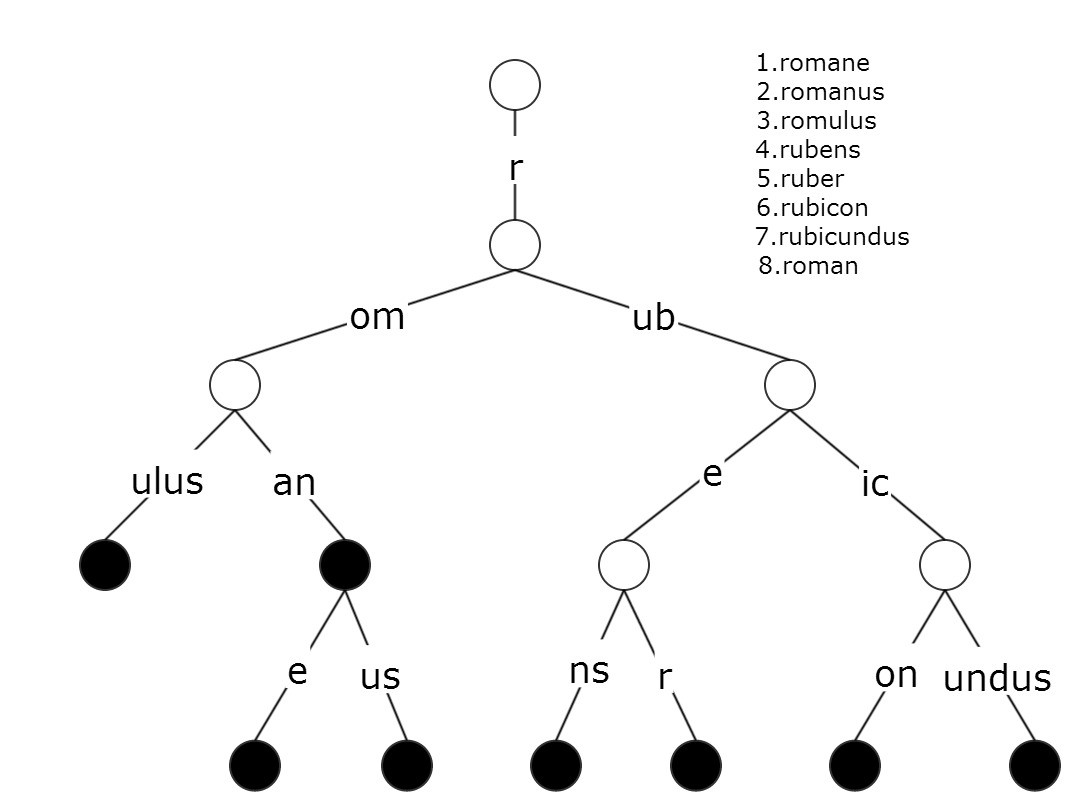 1.romane
2.romanus
3.romulus
4.rubens
5.ruber
6.rubicon
7.rubicundus
8.roman
r
om
ub
ulus
an
e
ic
e
us
ns
r
on
undus